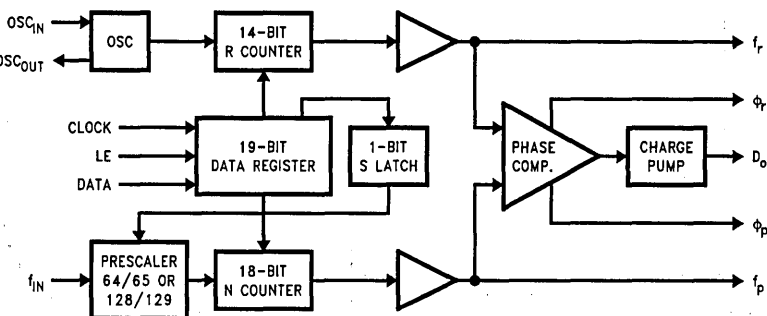 OSC_IN
OSC_OUT
OSC
14-BIT
R COUNTER
f_r
ϕ_r
CLOCK
LE
DATA
19-BIT
DATA REGISTER
1-BIT
S LATCH
PHASE
COMP.
CHARGE
PUMP
D_o
ϕ_p
f_IN
PRESCALER
64/65 OR
128/129
18-BIT
N COUNTER
f_p